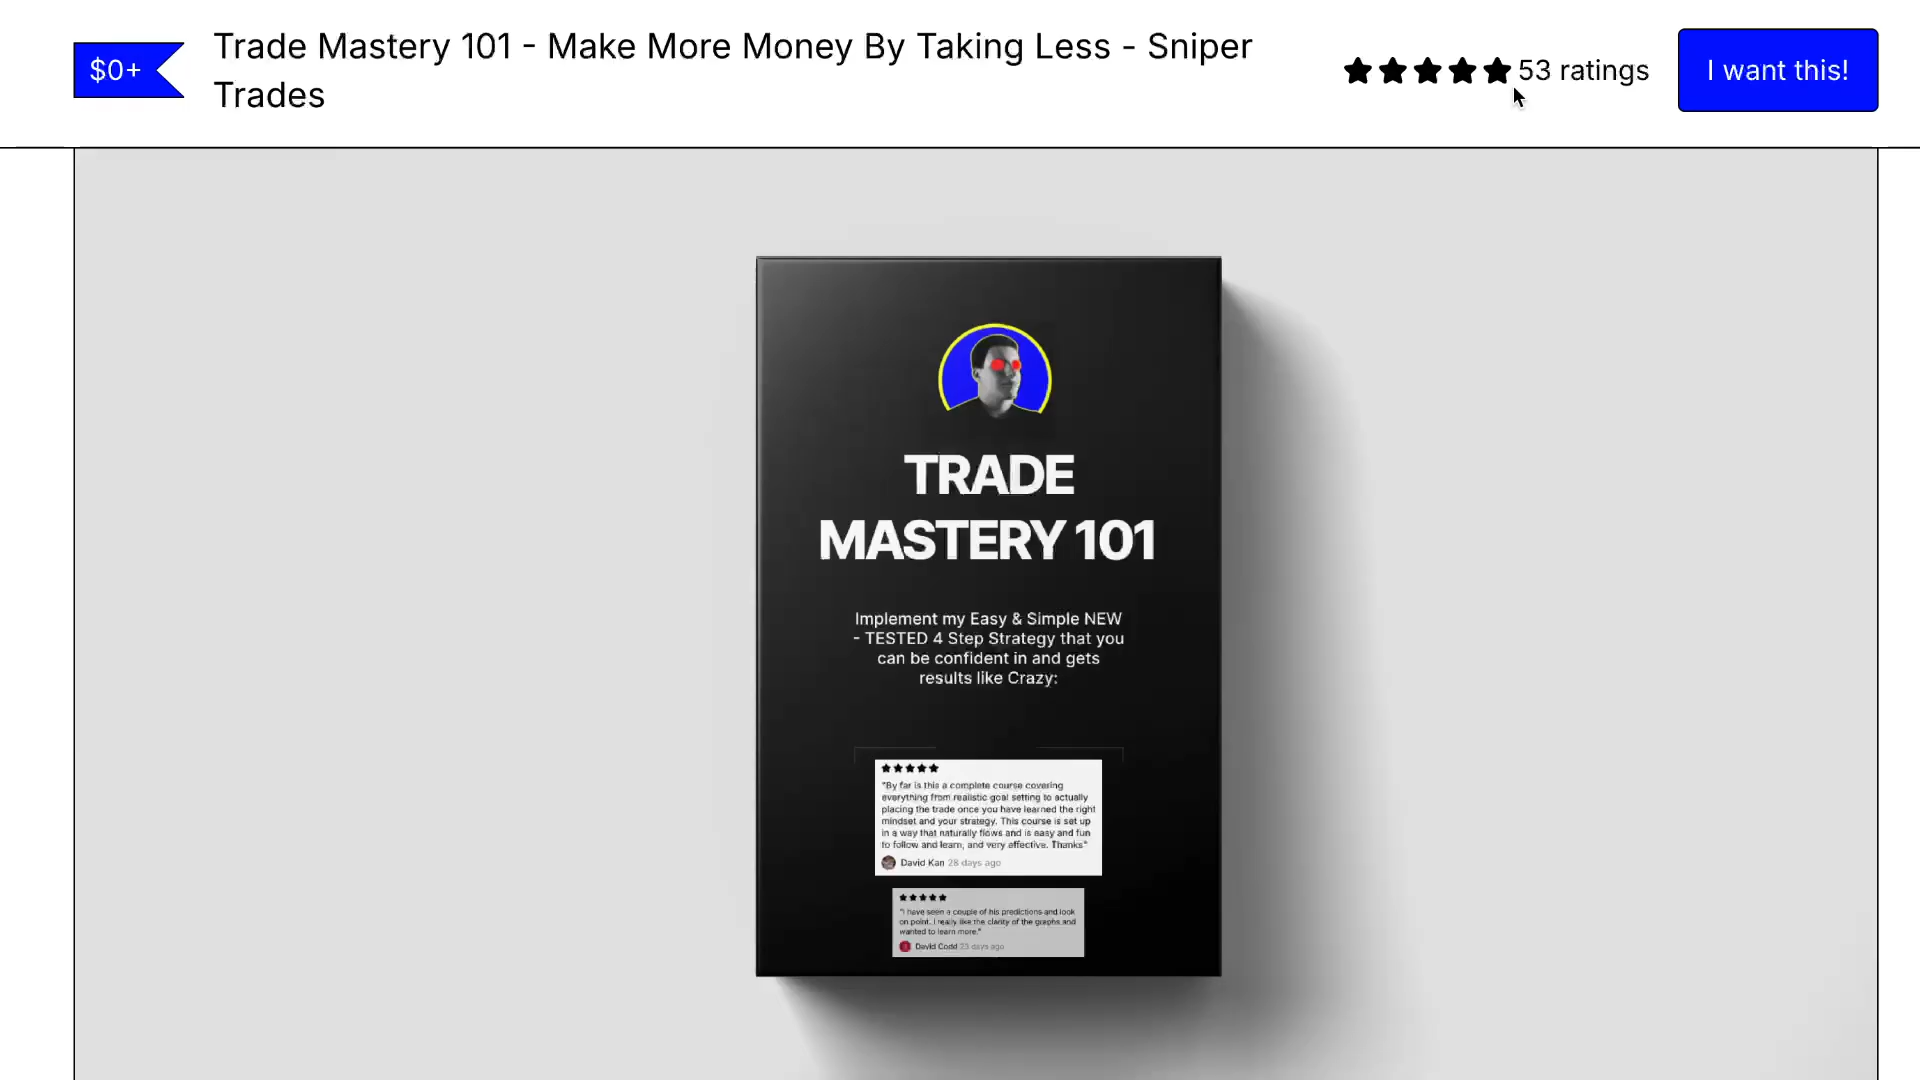 $0+
Trade Mastery 101 - Make More Money By Taking Less - Sniper
Trades
53 ratings
I want this!
TRADE
MASTERY 101
Implement my Easy & Simple NEW
- TESTED 4 Step Strategy that you
can be confident in and gets
results like Crazy:
"By far is this a complete course covering
everything from realistic goal setting to actually
placing the trade once you have learned the right
mindset and your strategy. This course is set up
in a way that naturally flows and is easy and fun
to follow and learn, and very effective. Thanks"
David Kan 28 days ago
"I have seen a couple of his predictions and look
on point. I really like the clarity of the graphs and
wanted to learn more."
David Codd 23 days ago